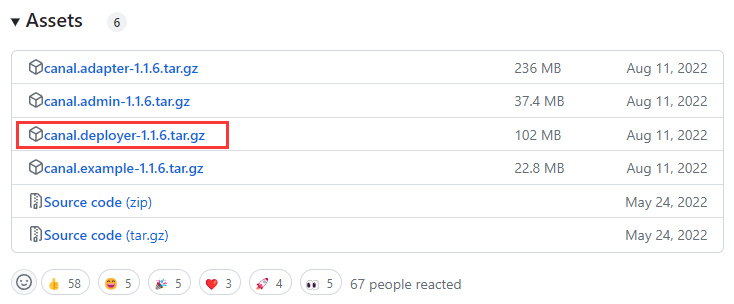 Assets 6
canal.adapter-1.1.6.tar.gz 236 MB Aug 11, 2022
canal.admin-1.1.6.tar.gz 37.4 MB Aug 11, 2022
canal.deployer-1.1.6.tar.gz 102 MB Aug 11, 2022
canal.example-1.1.6.tar.gz 22.8 MB Aug 11, 2022
Source code (zip) May 24, 2022
Source code (tar.gz) May 24, 2022
58 5 5 3 4 5 67 people reacted